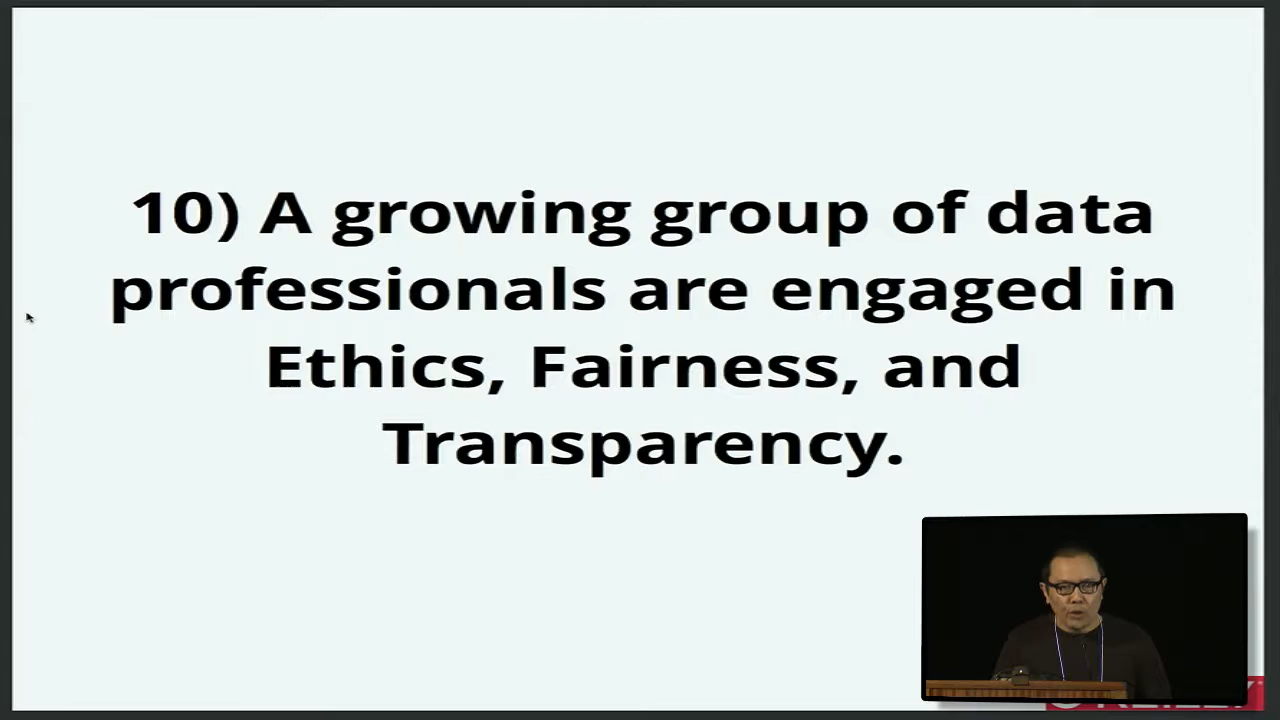 10) A growing group of data
professionals are engaged in
Ethics, Fairness, and
Transparency.